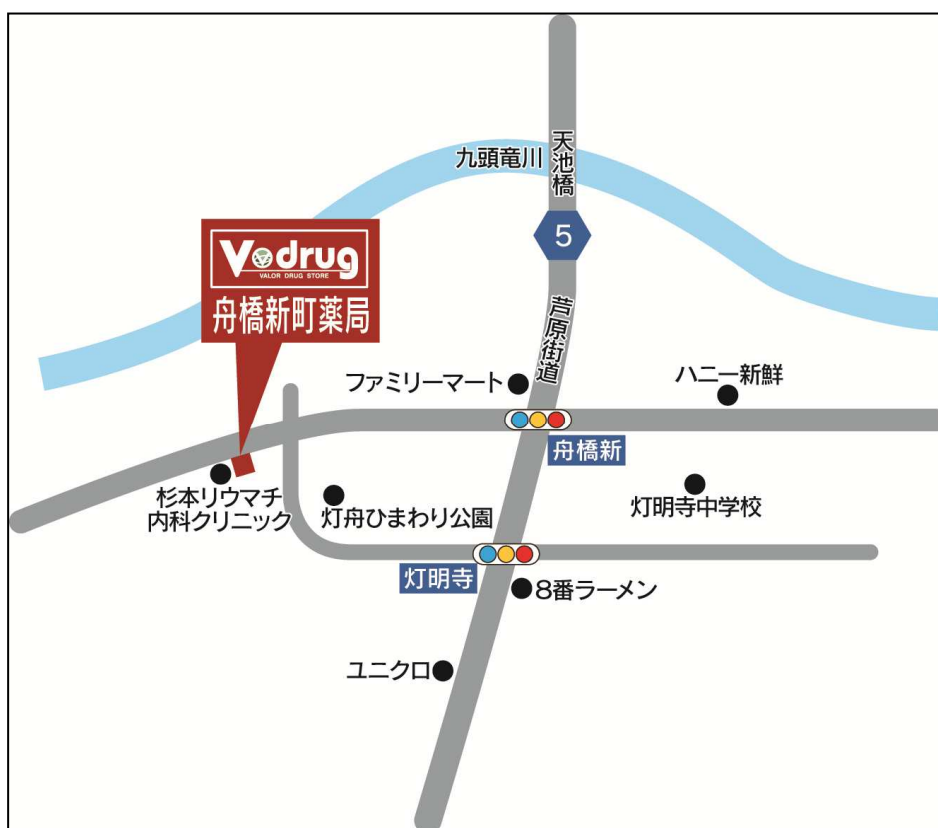 九頭竜川
天池橋
5
V drug
VALOR DRUG STORE
舟橋新町薬局
芦原街道
ファミリーマート
ハニー新鮮
舟橋新
杉本リウマチ
内科クリニック
灯舟ひまわり公園
灯明寺中学校
灯明寺
8番ラーメン
ユニクロ